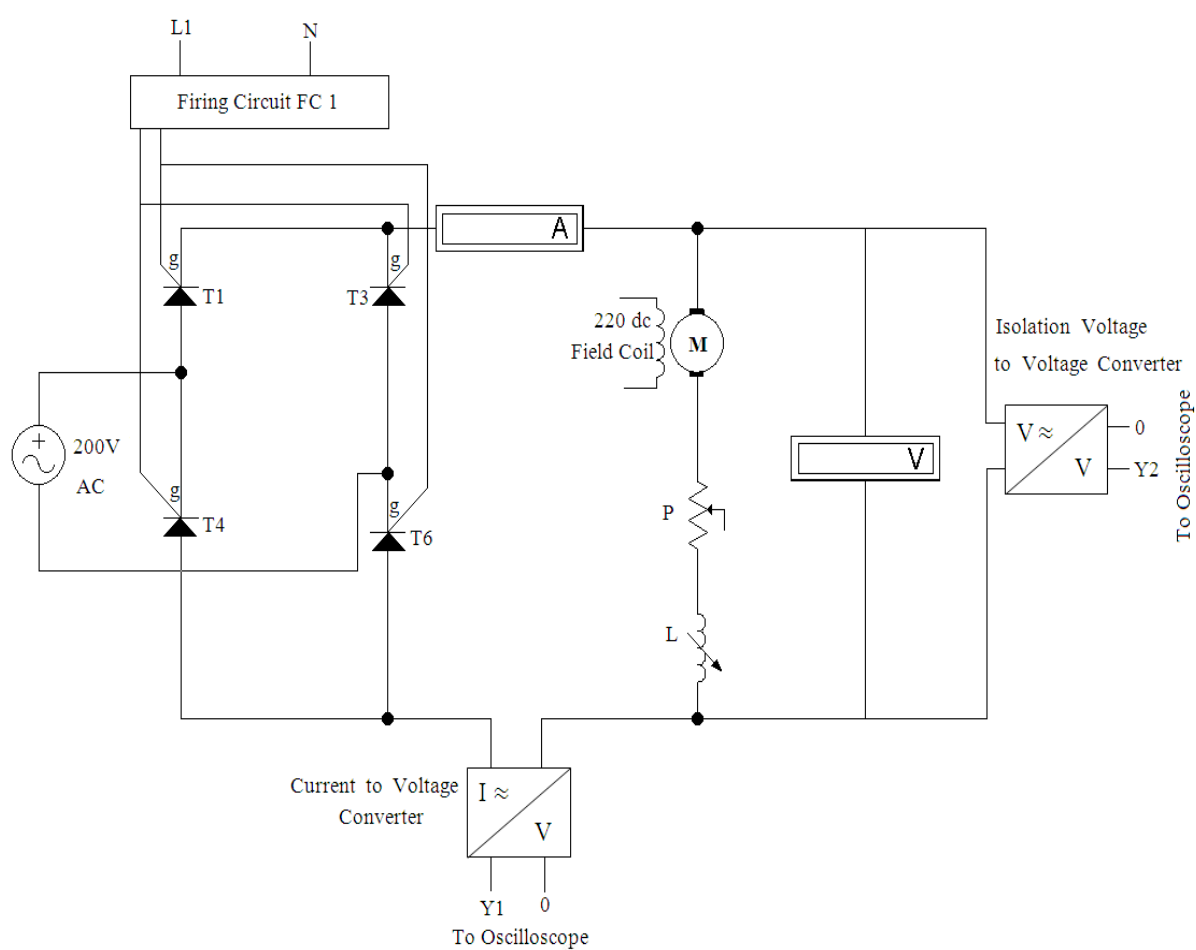 L1
N
Firing Circuit FC 1
A
g
g
T1
T3
220 dc
Field Coil
M
Isolation Voltage
to Voltage Converter
200V
AC
V ≈
V
0
Y2
To Oscilloscope
V
g
g
T4
T6
P
L
Current to Voltage
Converter
I ≈
V
Y1
0
To Oscilloscope